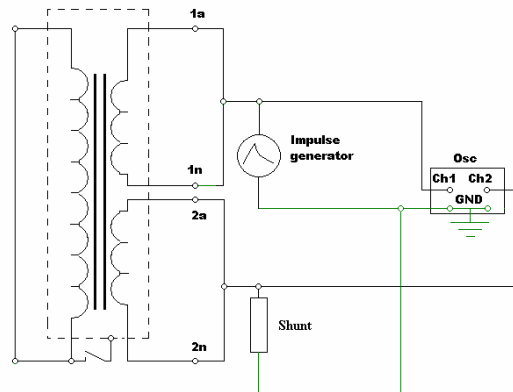 1a
Impulse
generator
Osc
Ch1 Ch2
GND
1n
2a
Shunt
2n